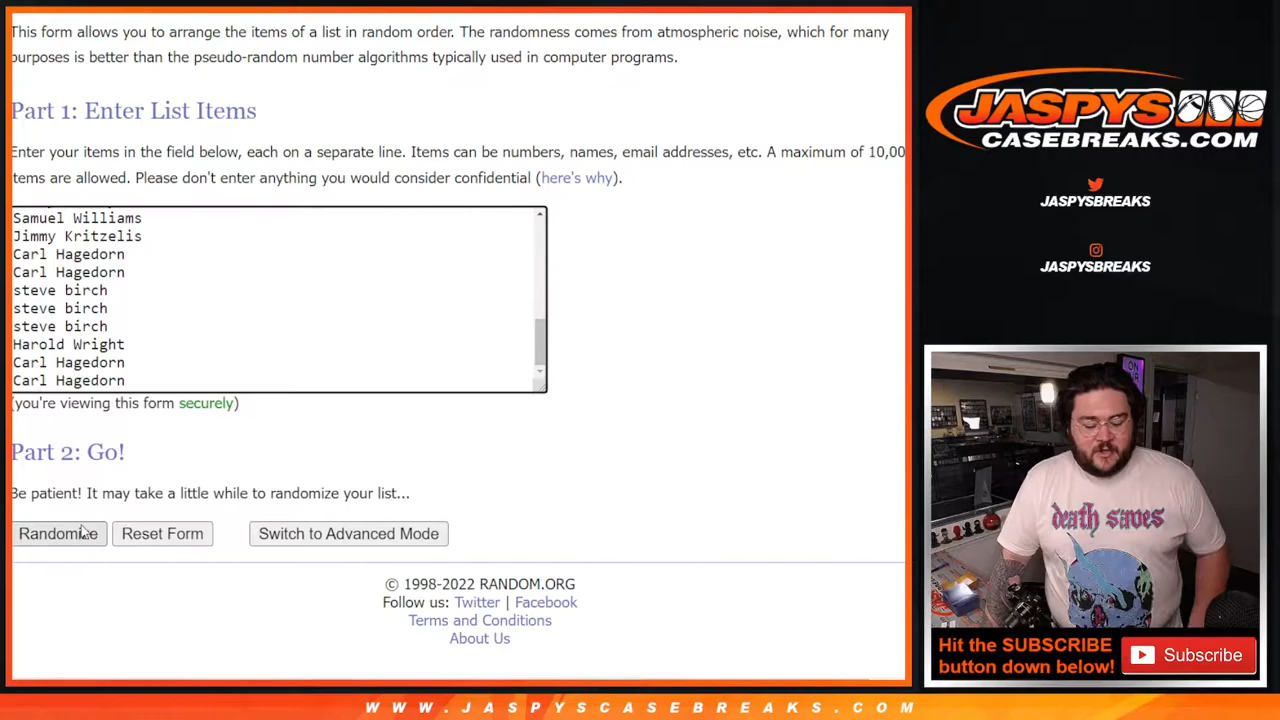 This form allows you to arrange the items of a list in random order. The randomness comes from atmospheric noise, which for many
purposes is better than the pseudo-random number algorithms typically used in computer programs.
Part 1: Enter List Items
Enter your items in the field below, each on a separate line. Items can be numbers, names, email addresses, etc. A maximum of 10,00
items are allowed. Please don't enter anything you would consider confidential (here's why).
Samuel Williams
Jimmy Kritzelis
Carl Hagedorn
Carl Hagedorn
steve birch
steve birch
steve birch
Harold Wright
Carl Hagedorn
Carl Hagedorn
(you're viewing this form securely)
Part 2: Go!
Be patient! It may take a little while to randomize your list...
Randomize Reset Form Switch to Advanced Mode
© 1998-2022 RANDOM.ORG
Follow us: Twitter | Facebook
Terms and Conditions
About Us
JASPYS
CASEBREAKS.COM
JASPYSBREAKS
JASPYSBREAKS
ON
AIR
death saves
Hit the SUBSCRIBE
button down below!
Subscribe
WWW.JASPYSCASEBREAKS.COM